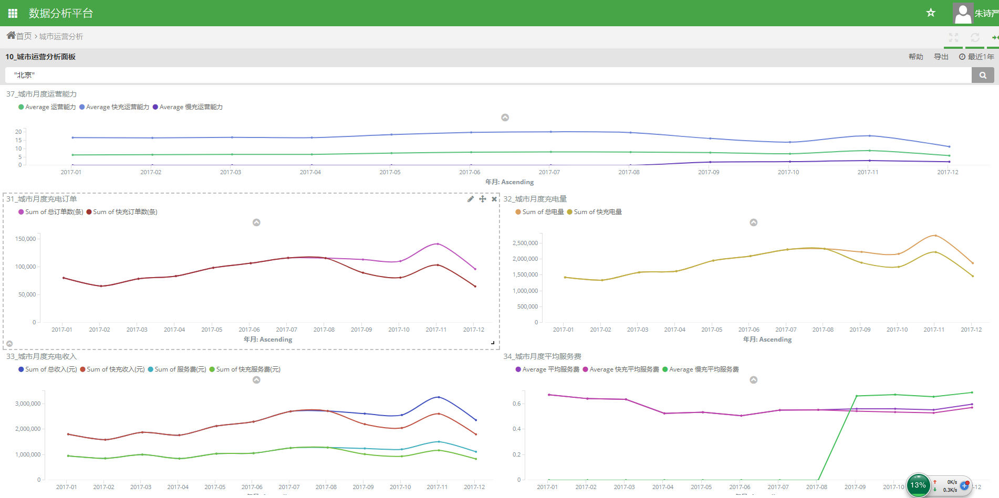 数据分析平台
朱诗严
首页 › 城市运营分析
10_城市运营分析面板
帮助 导出 最近1年
"北京"
37_城市月度运营能力
Average 运营能力 Average 快充运营能力 Average 慢充运营能力
20
15
10
5
0
2017-01 2017-02 2017-03 2017-04 2017-05 2017-06 2017-07 2017-08 2017-09 2017-10 2017-11 2017-12
年月: Ascending
31_城市月度充电订单
Sum of 总订单数(条) Sum of 快充订单数(条)
150,000
100,000
50,000
0
2017-01 2017-02 2017-03 2017-04 2017-05 2017-06 2017-07 2017-08 2017-09 2017-10 2017-11 2017-12
年月: Ascending
32_城市月度充电量
Sum of 总电量 Sum of 快充电量
2,500,000
2,000,000
1,500,000
1,000,000
500,000
0
2017-01 2017-02 2017-03 2017-04 2017-05 2017-06 2017-07 2017-08 2017-09 2017-10 2017-11 2017-12
年月: Ascending
33_城市月度充电收入
Sum of 总收入(元) Sum of 快充收入(元) Sum of 服务费(元) Sum of 快充服务费(元)
3,000,000
2,000,000
1,000,000
0
2017-01 2017-02 2017-03 2017-04 2017-05 2017-06 2017-07 2017-08 2017-09 2017-10 2017-11 2017-12
34_城市月度平均服务费
Average 平均服务费 Average 快充平均服务费 Average 慢充平均服务费
0.6
0.4
0.2
0
2017-01 2017-02 2017-03 2017-04 2017-05 2017-06 2017-07 2017-08 2017-09 2017-10 -12
13%
0K/s
0.3K/s